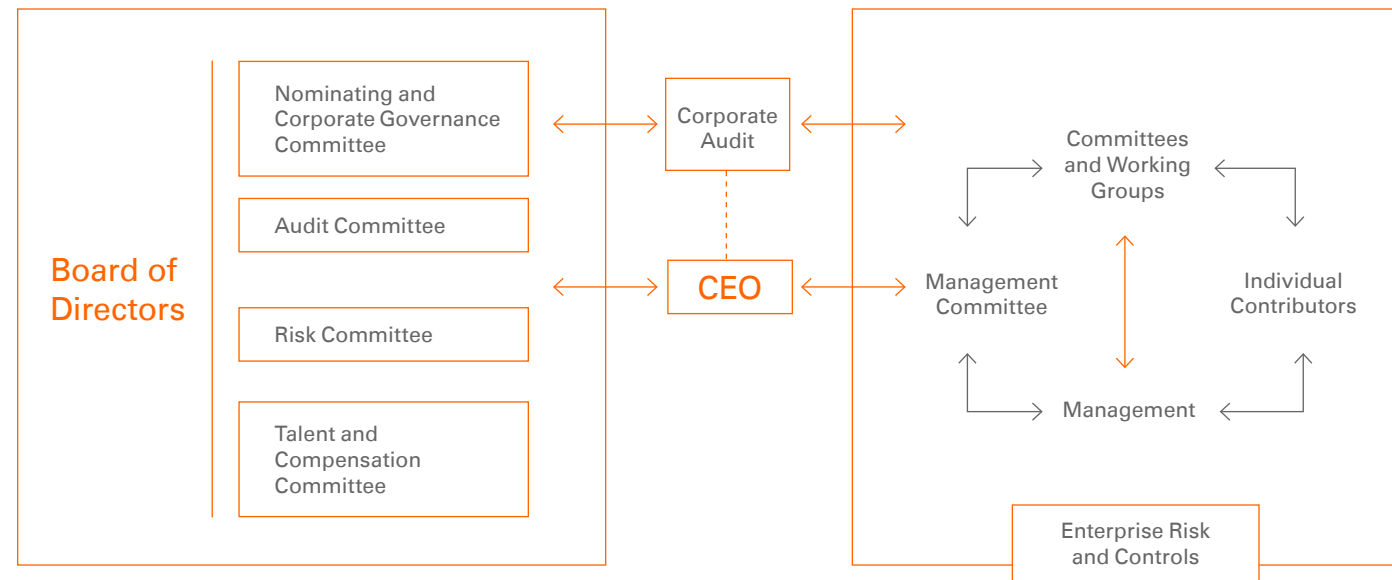 Board of
Directors
Nominating and
Corporate Governance
Committee
Audit Committee
Risk Committee
Talent and
Compensation
Committee
Corporate
Audit
CEO
Committees
and Working
Groups
Management
Committee
Individual
Contributors
Management
Enterprise Risk
and Controls